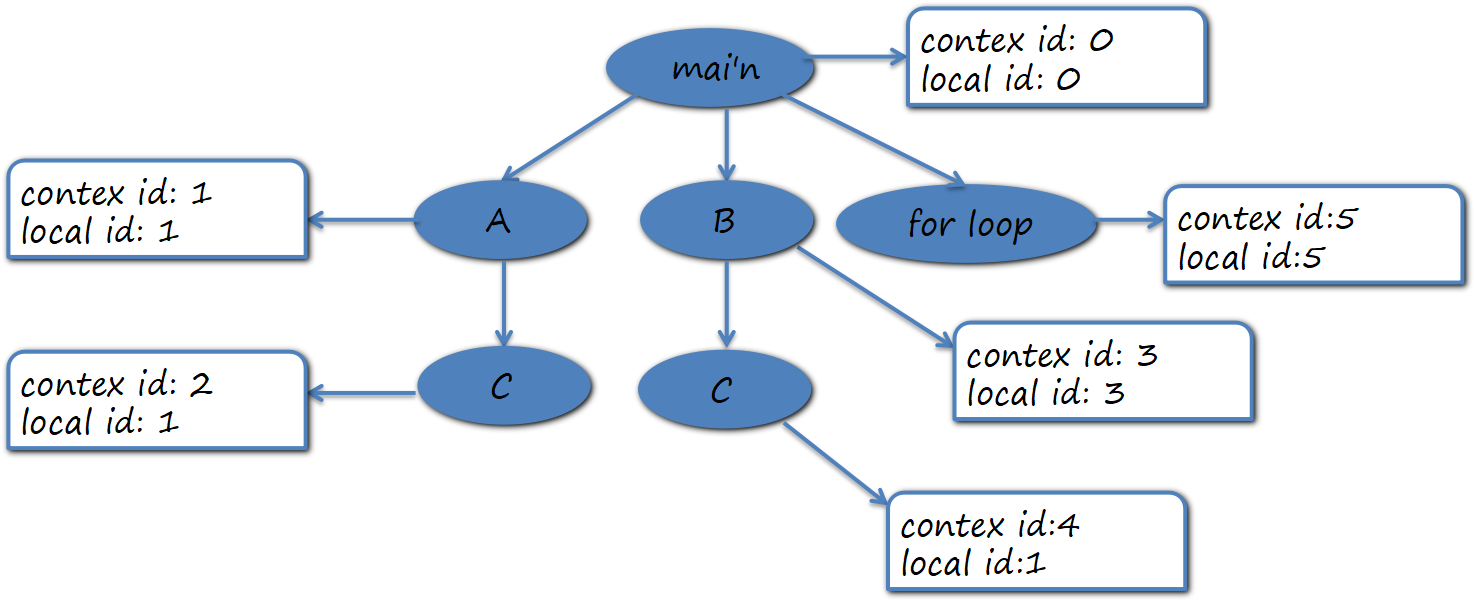 mai'n
contex id: 0
local id: 0
contex id: 1
local id: 1
A
B
for loop
contex id:5
local id:5
contex id: 2
local id: 1
C
C
contex id: 3
local id: 3
contex id:4
local id:1